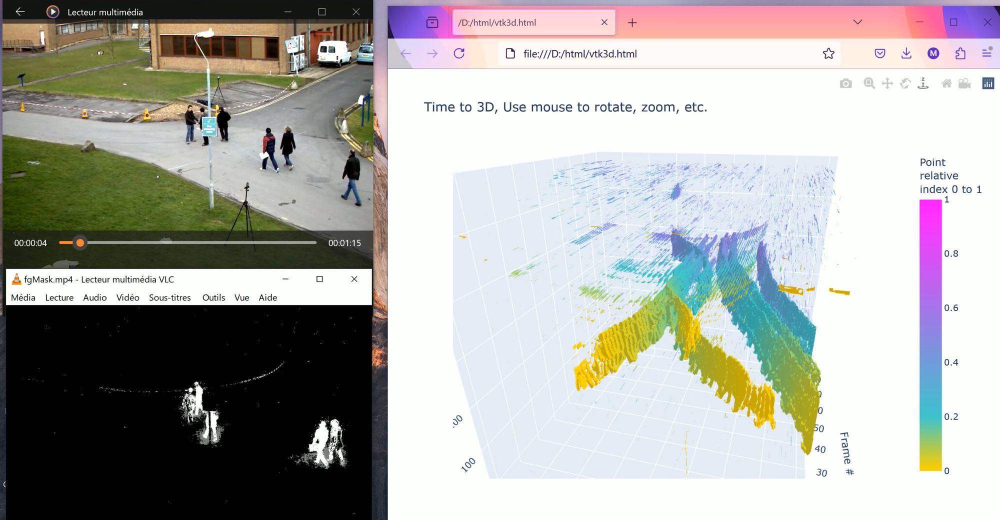 Lecteur multimédia
00:00:04
00:01:15
fgMask.mp4 - Lecteur multimédia VLC
Média Lecture Audio Vidéo Sous-titres Outils Vue Aide
/D:/html/vtk3d.html
file:///D:/html/vtk3d.html
M
Time to 3D, Use mouse to rotate, zoom, etc.
Point
relative
index 0 to 1
1
0.8
0.6
0.4
0.2
0
00
100
0
0
0
50
40
30
Frame #